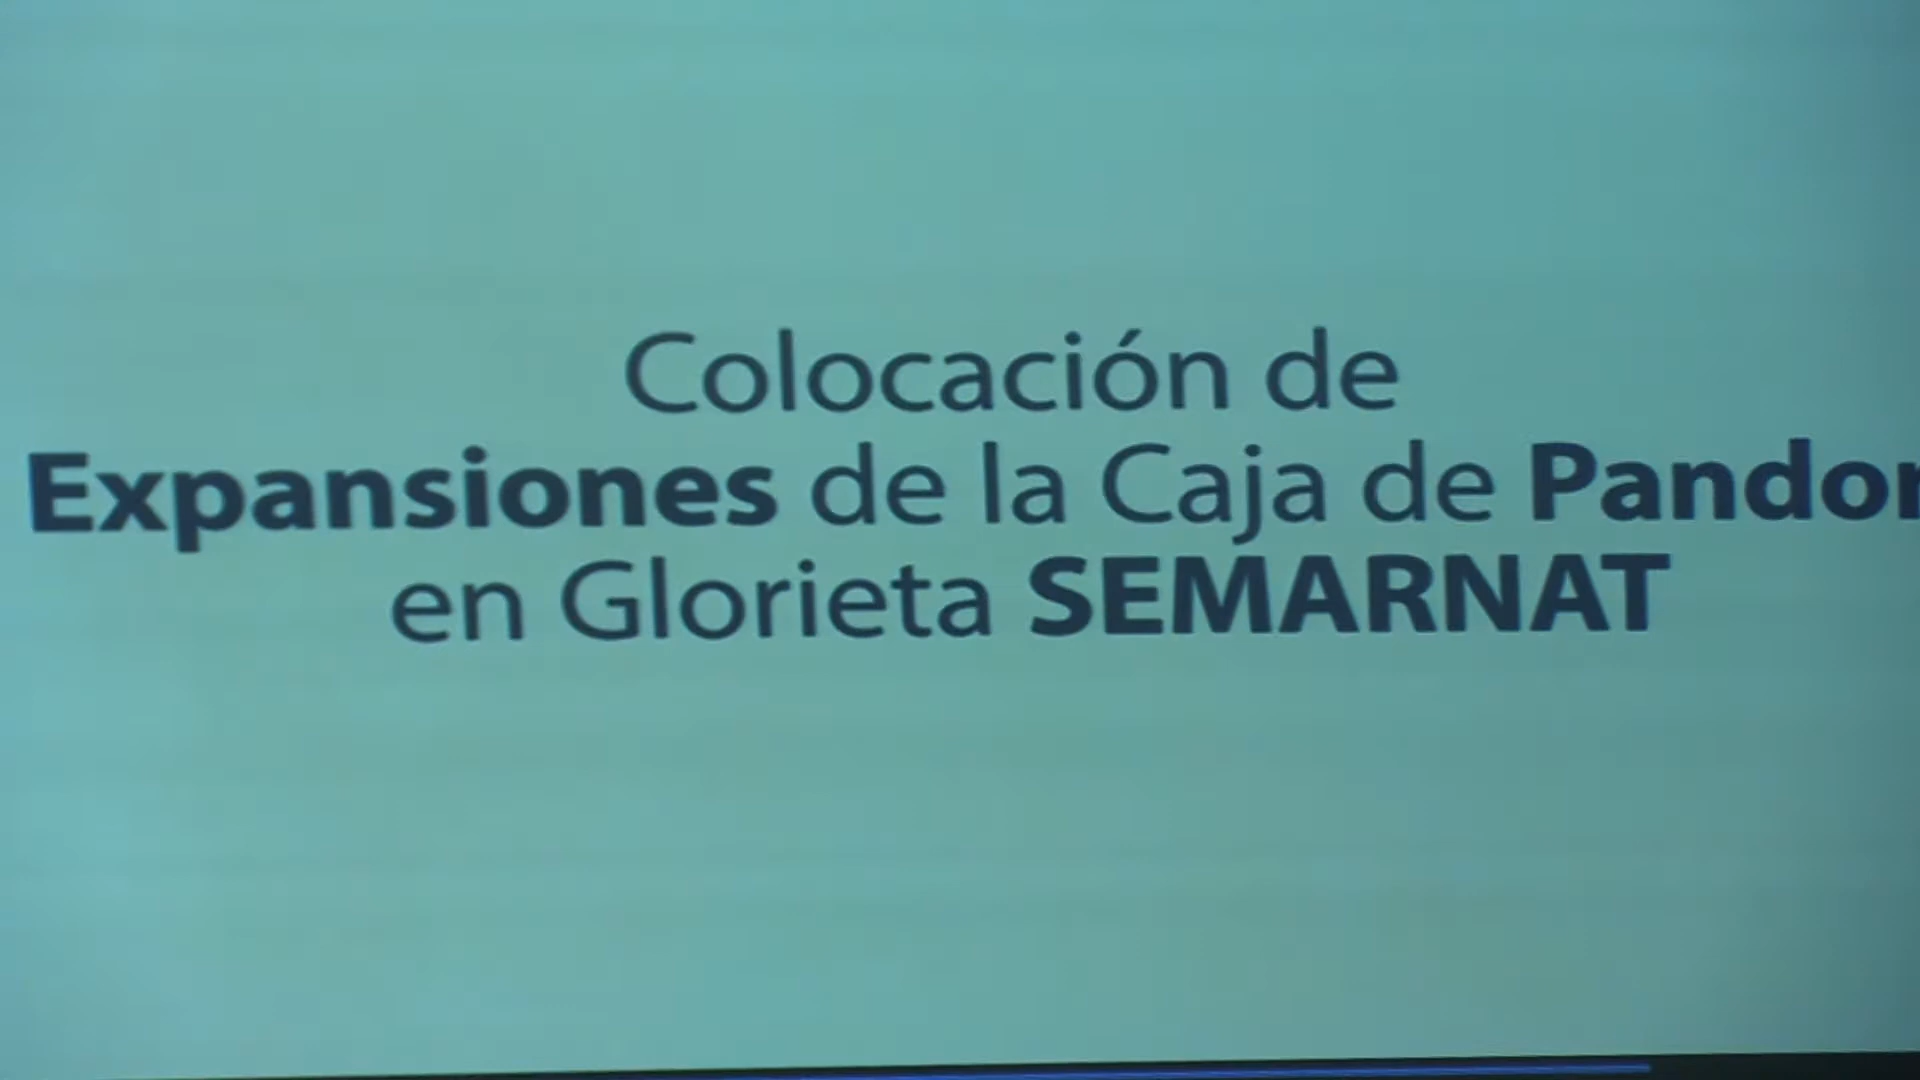 Colocación de
Expansiones de la Caja de Pandor
en Glorieta SEMARNAT